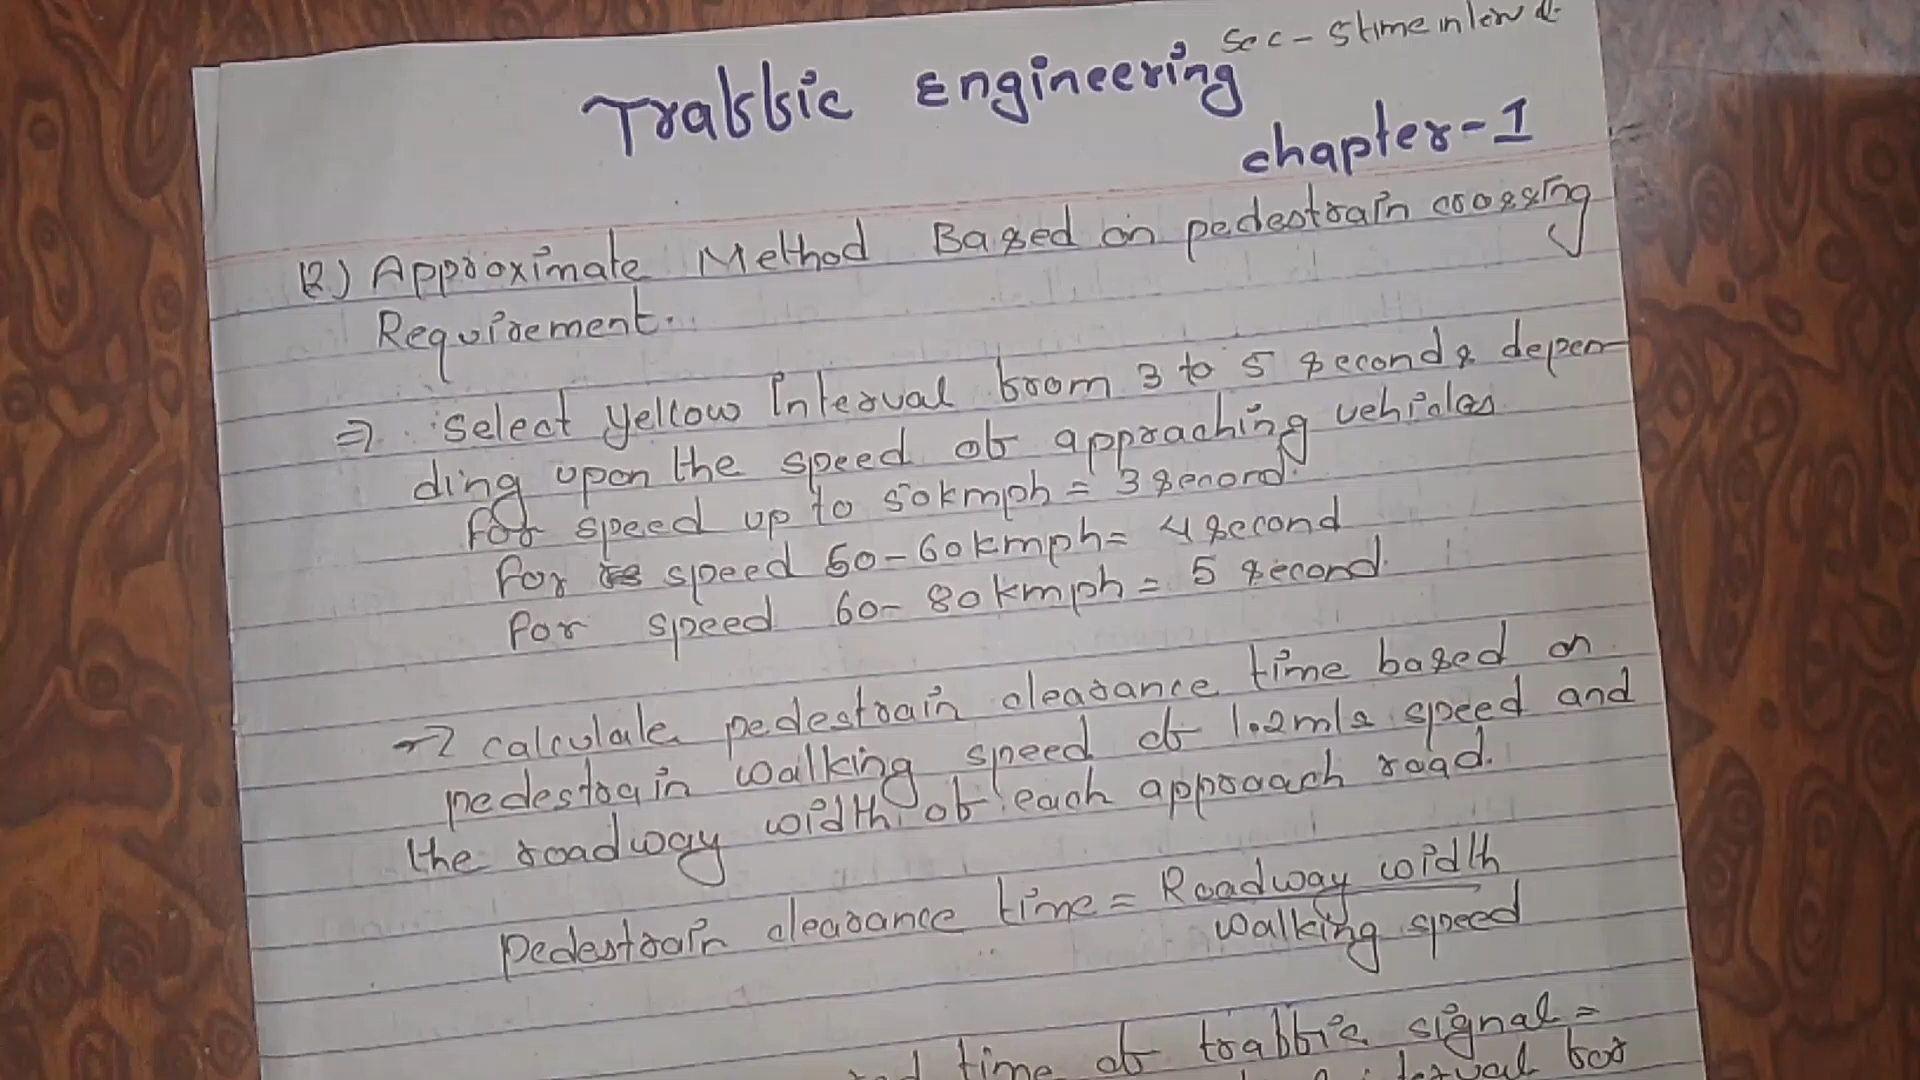 Sec - 5 time interval
Traffic Engineering
chapter-1
12) Approximate Method Based on pedestrain crossing
Requirement.
⇒ select yellow Interval from 3 to 5 seconds depen-
ding upon the speed of appraching vehicles
for speed up to 50kmph = 3 second.
for speed 50-60kmph= 4 second
for speed 60-80kmph= 5 second.
→ calculate pedestrain clearance time based on
pedestrain walking speed of 1.2m/s speed and
the roadway width of each approach road.
Pedestrain clearance time = Roadway width
walking speed
time of traffic signal =
for